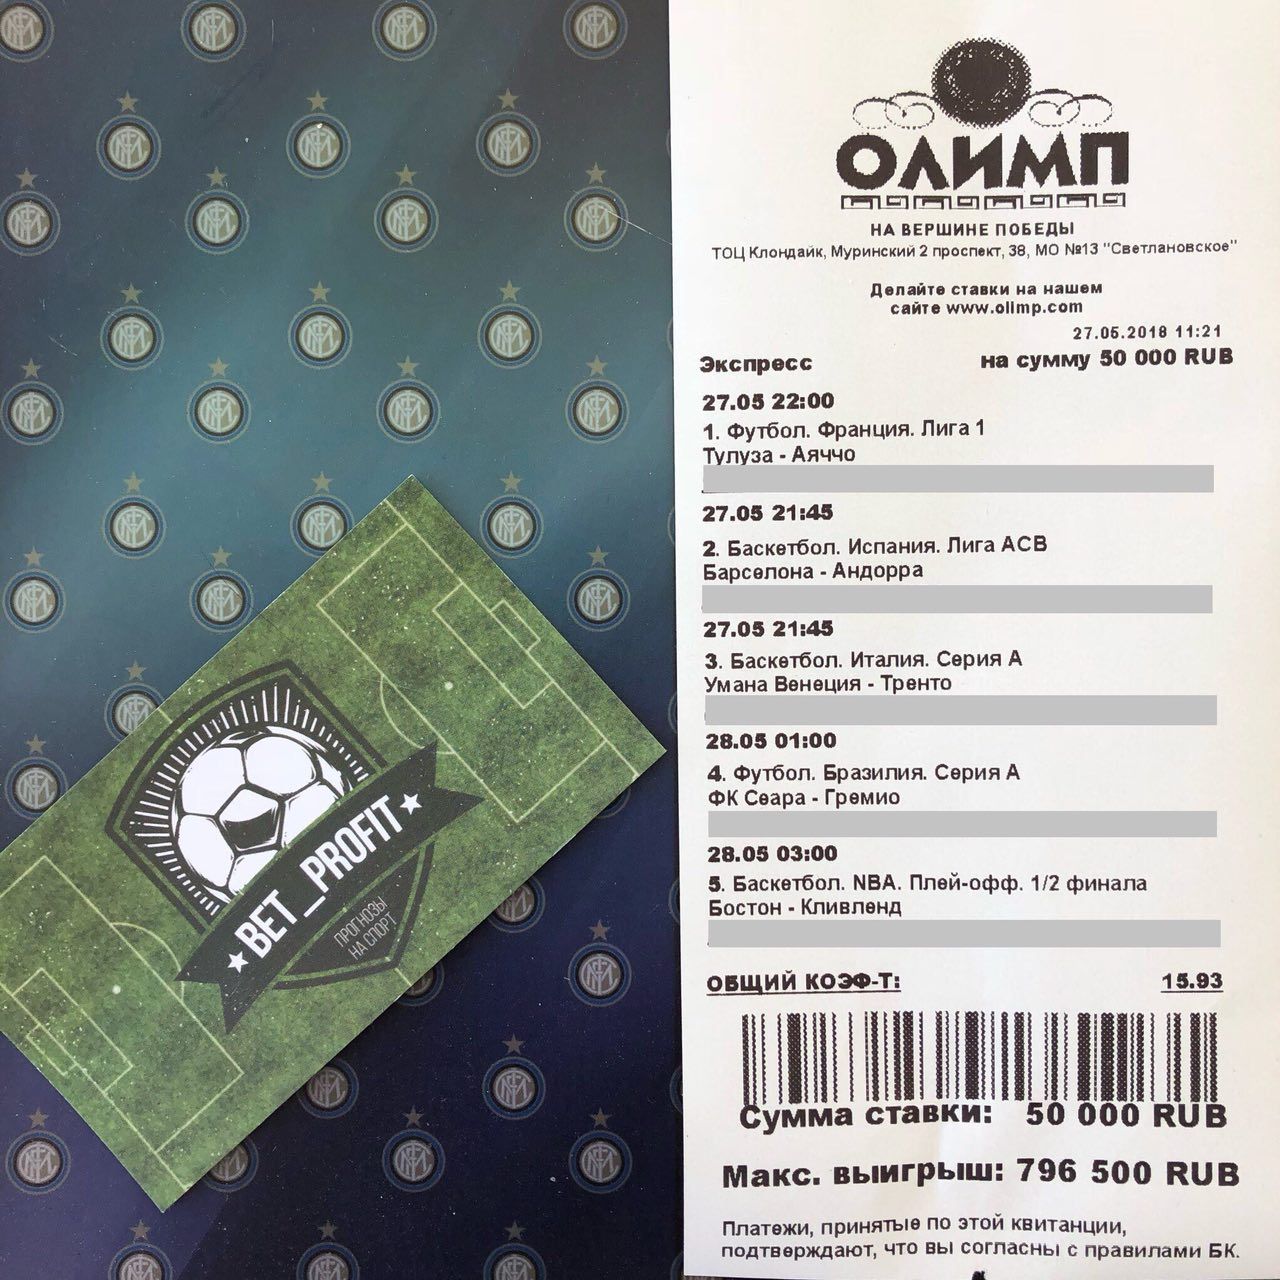 ОЛИМП
НА ВЕРШИНЕ ПОБЕДЫ
ТОЦ Клондайк, Муринский 2 проспект, 38, МО №13 "Светлановское"
Делайте ставки на нашем
сайте www.olimp.com
27.05.2018 11:21
Экспресс на сумму 50 000 RUB
27.05 22:00
1. Футбол. Франция. Лига 1
Тулуза - Аяччо
27.05 21:45
2. Баскетбол. Испания. Лига АСВ
Барселона - Андорра
27.05 21:45
3. Баскетбол. Италия. Серия А
Умана Венеция - Тренто
28.05 01:00
4. Футбол. Бразилия. Серия А
ФК Сеара - Гремио
28.05 03:00
5. Баскетбол. NBA. Плей-офф. 1/2 финала
Бостон - Кливленд
ОБЩИЙ КОЭФ-Т: 15.93
Сумма ставки: 50 000 RUB
Макс. выигрыш: 796 500 RUB
Платежи, принятые по этой квитанции,
подтверждают, что вы согласны с правилами БК.
BET_PROFIT
ПРОГНОЗЫ
НА СПОРТ